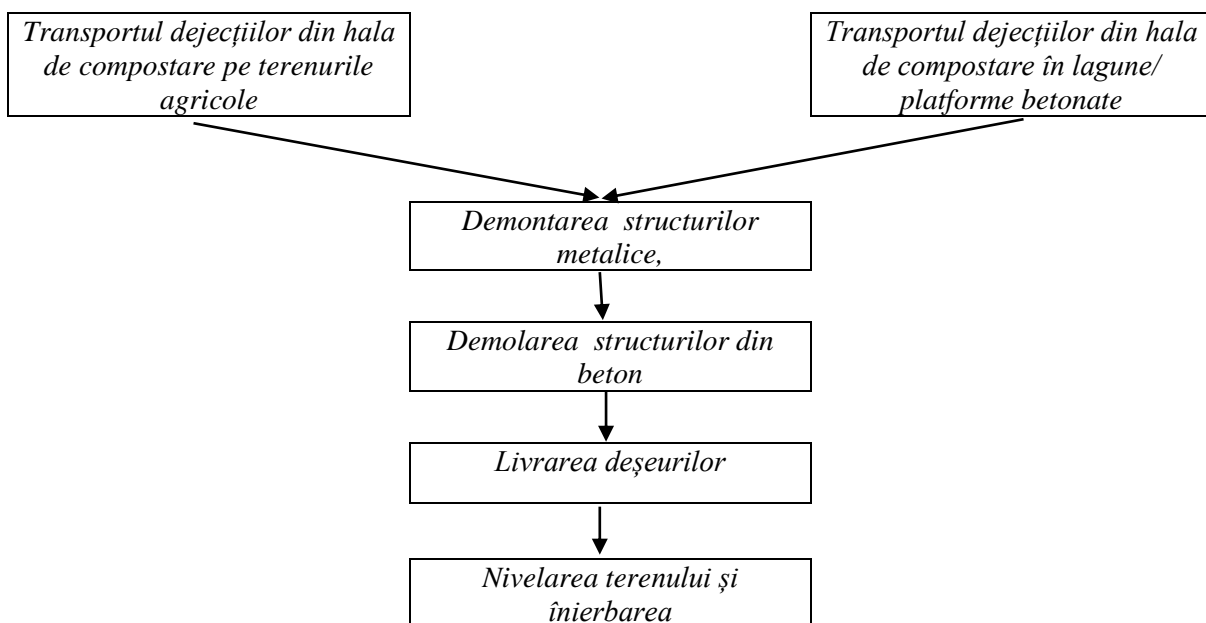 Transportul dejecțiilor din hala
de compostare pe terenurile
agricole
Transportul dejecțiilor din hala
de compostare în lagune/
platforme betonate
Demontarea structurilor
metalice,
Demolarea structurilor din
beton
Livrarea deșeurilor
Nivelarea terenului și
înierbarea